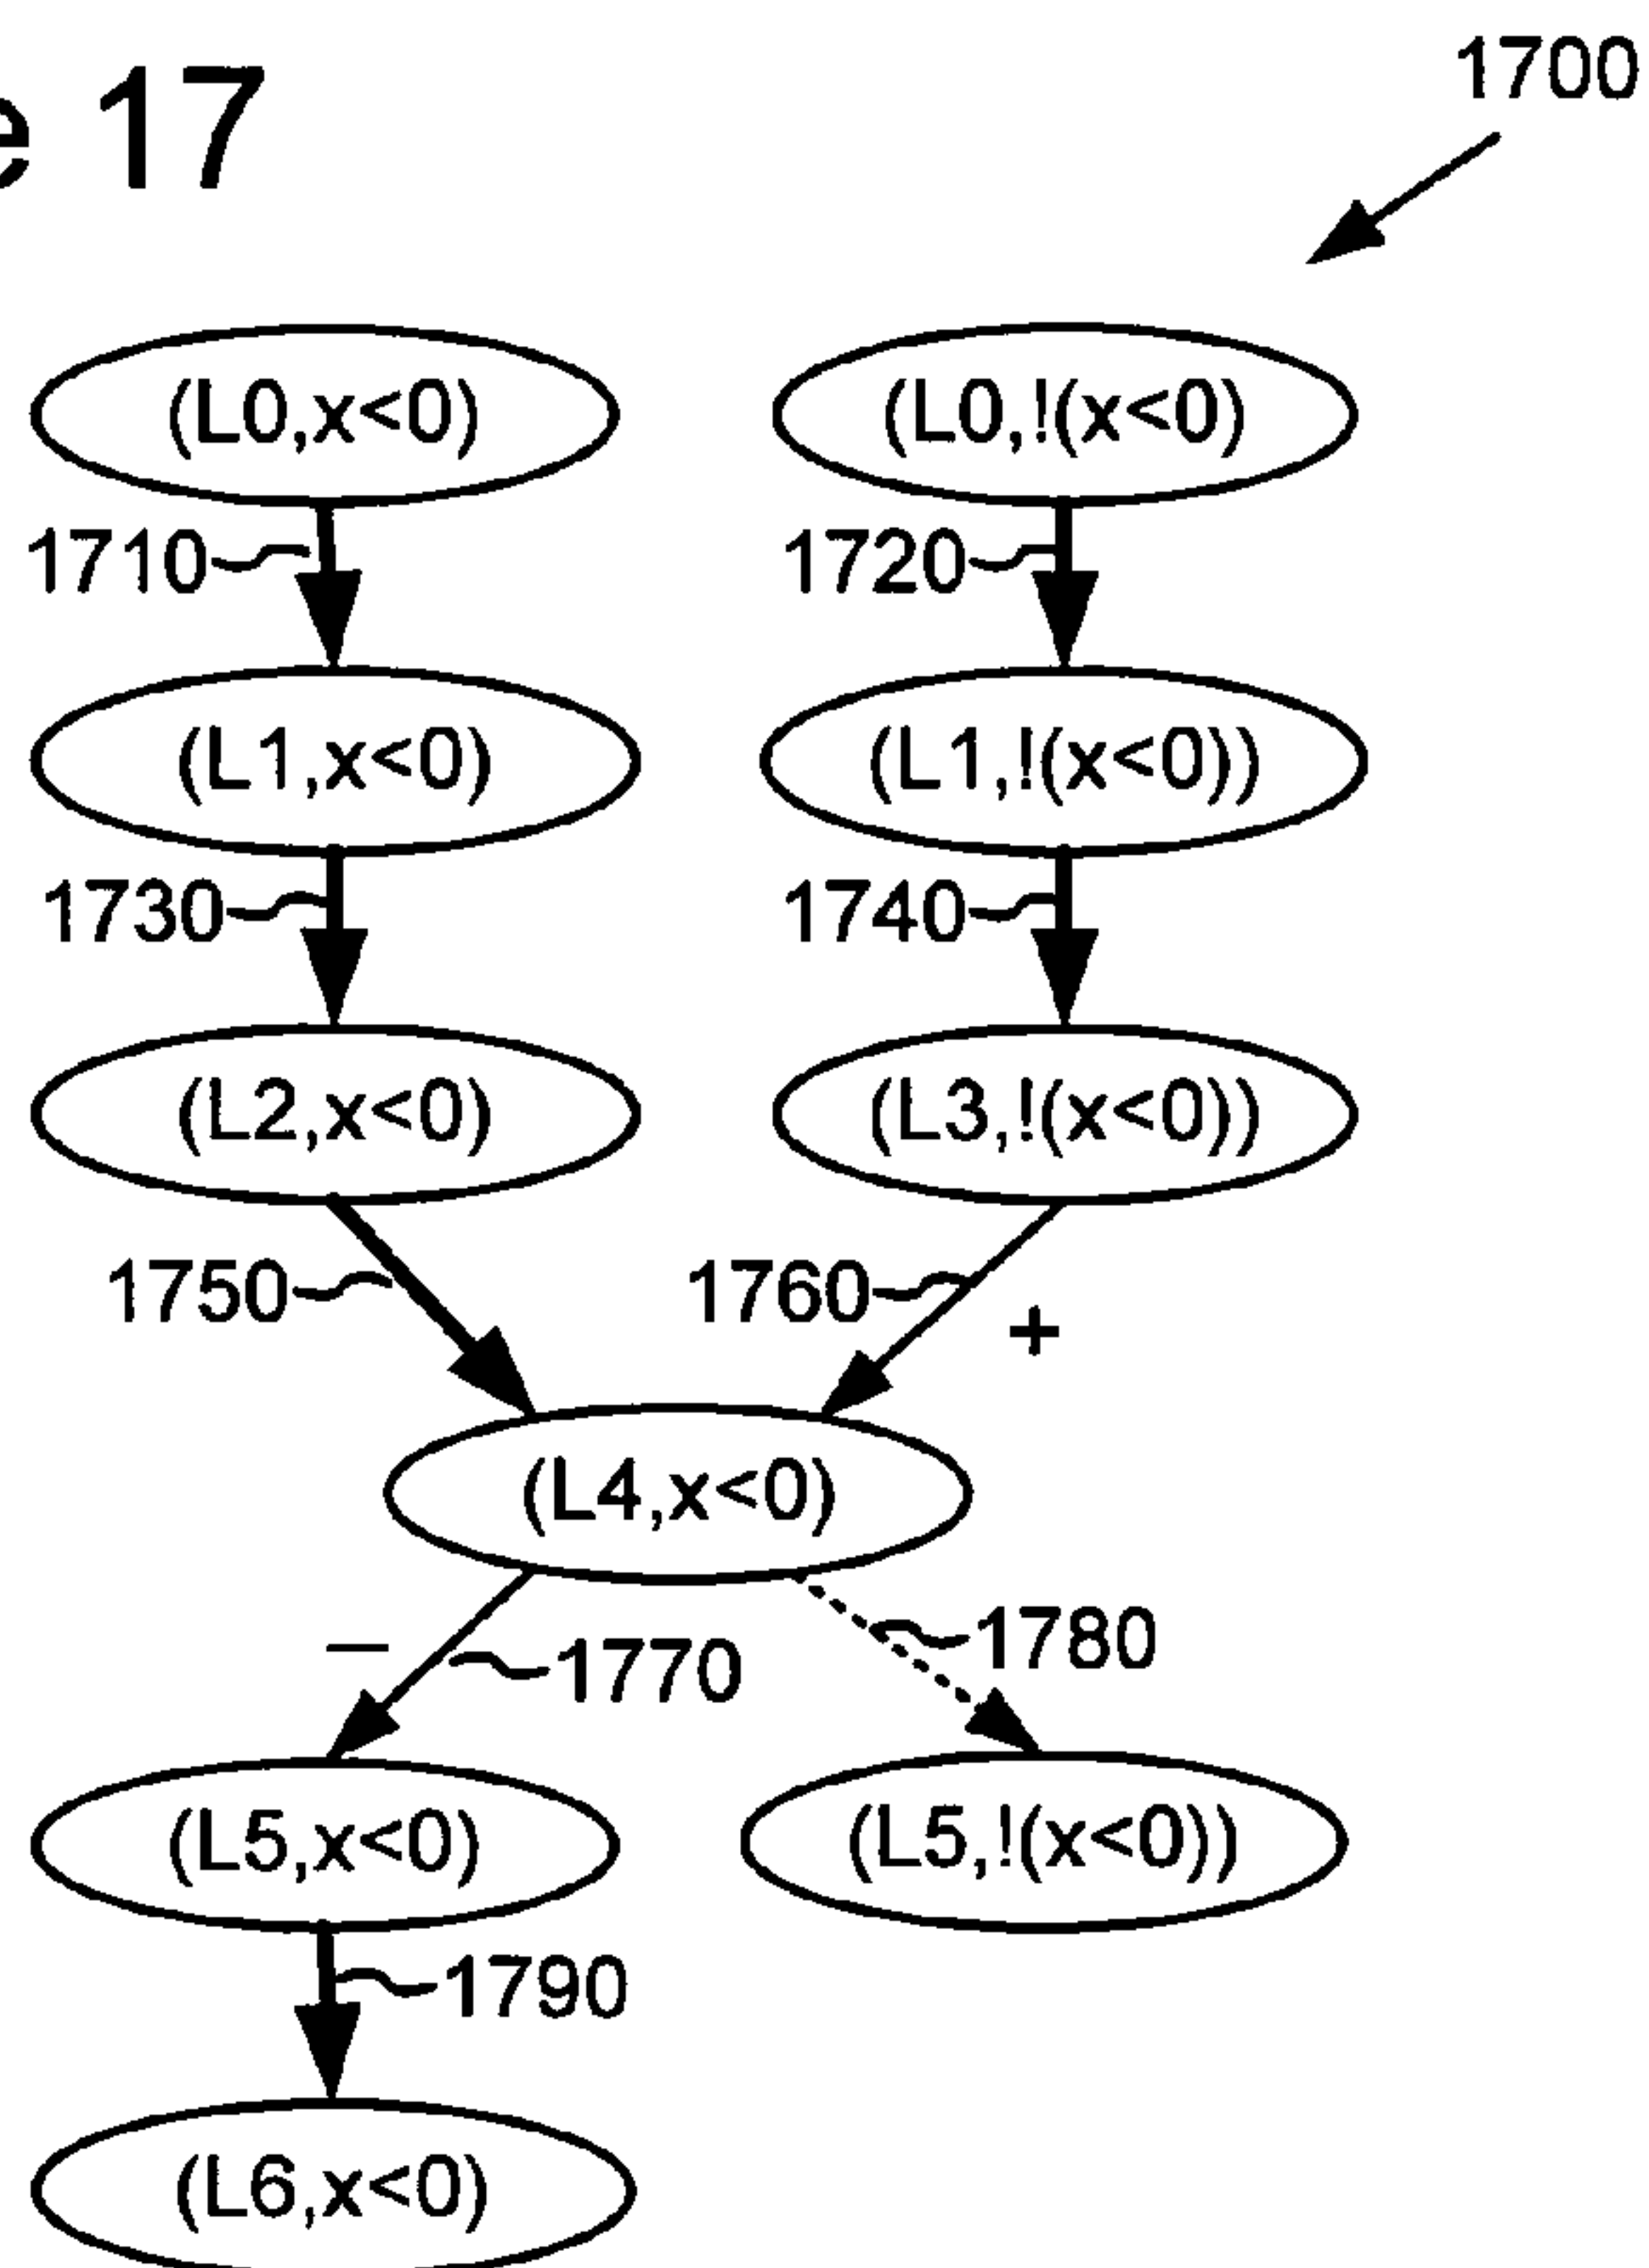 e 17
1700
(L0,x<0)
(L0,!(x<0)
1710
1720
(L1,x<0)
(L1,!(x<0))
1730
1740
(L2,x<0)
(L3,!(x<0))
1750
1760
+
(L4,x<0)
—
1770
1780
(L5,x<0)
(L5,!(x<0))
1790
(L6,x<0)